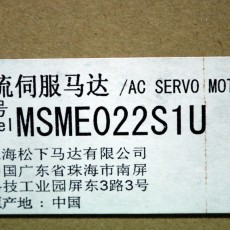 流伺服马达 /AC SERVO MOT
号
el MSME022S1U
海松下马达有限公司
国广东省珠海市南屏
技工业园屏东3路3号
产地：中国